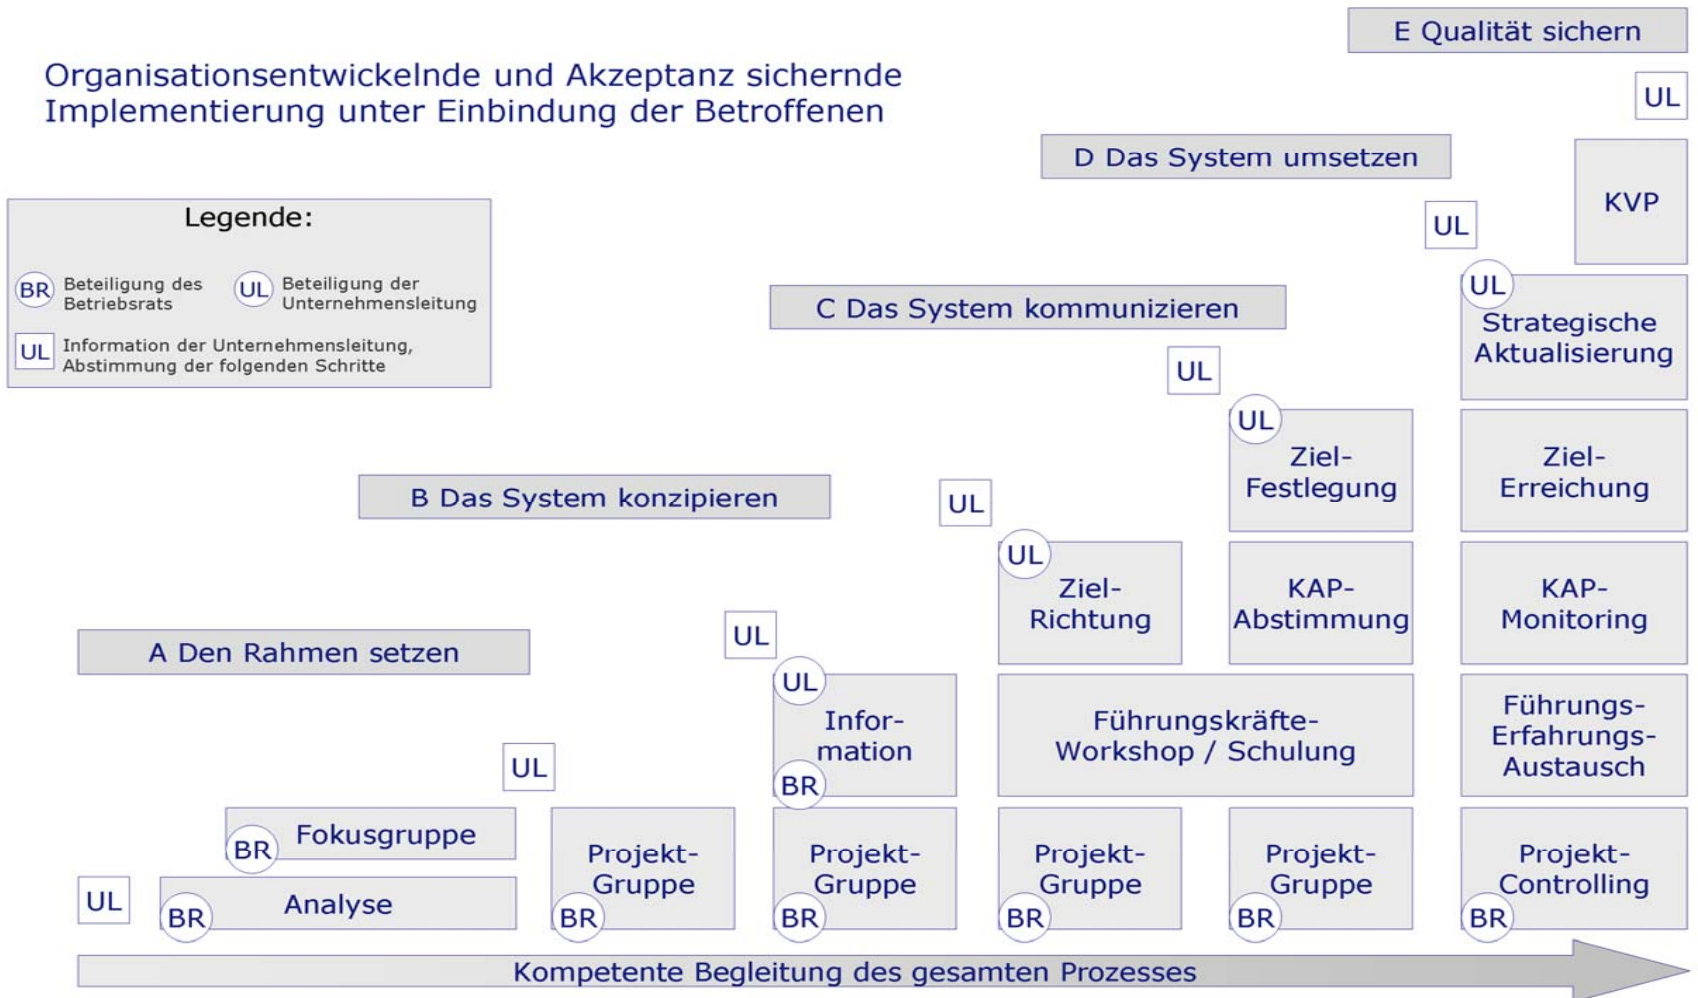 E Qualität sichern
Organisationsentwickelnde und Akzeptanz sichernde
Implementierung unter Einbindung der Betroffenen
UL
D Das System umsetzen
KVP
Legende:
BR Beteiligung des
Betriebsrats
UL Beteiligung der
Unternehmensleitung
UL Information der Unternehmensleitung,
Abstimmung der folgenden Schritte
UL
C Das System kommunizieren
UL
Strategische
Aktualisierung
UL
UL
Ziel-
Festlegung
Ziel-
Erreichung
B Das System konzipieren
UL
UL
Ziel-
Richtung
KAP-
Abstimmung
KAP-
Monitoring
A Den Rahmen setzen
UL
UL
Infor-
mation
BR
Führungskräfte-
Workshop / Schulung
Führungs-
Erfahrungs-
Austausch
UL
Fokusgruppe
BR
UL
Analyse
BR
Projekt-
Gruppe
BR
Projekt-
Gruppe
BR
Projekt-
Gruppe
BR
Projekt-
Gruppe
BR
Projekt-
Controlling
BR
Kompetente Begleitung des gesamten Prozesses